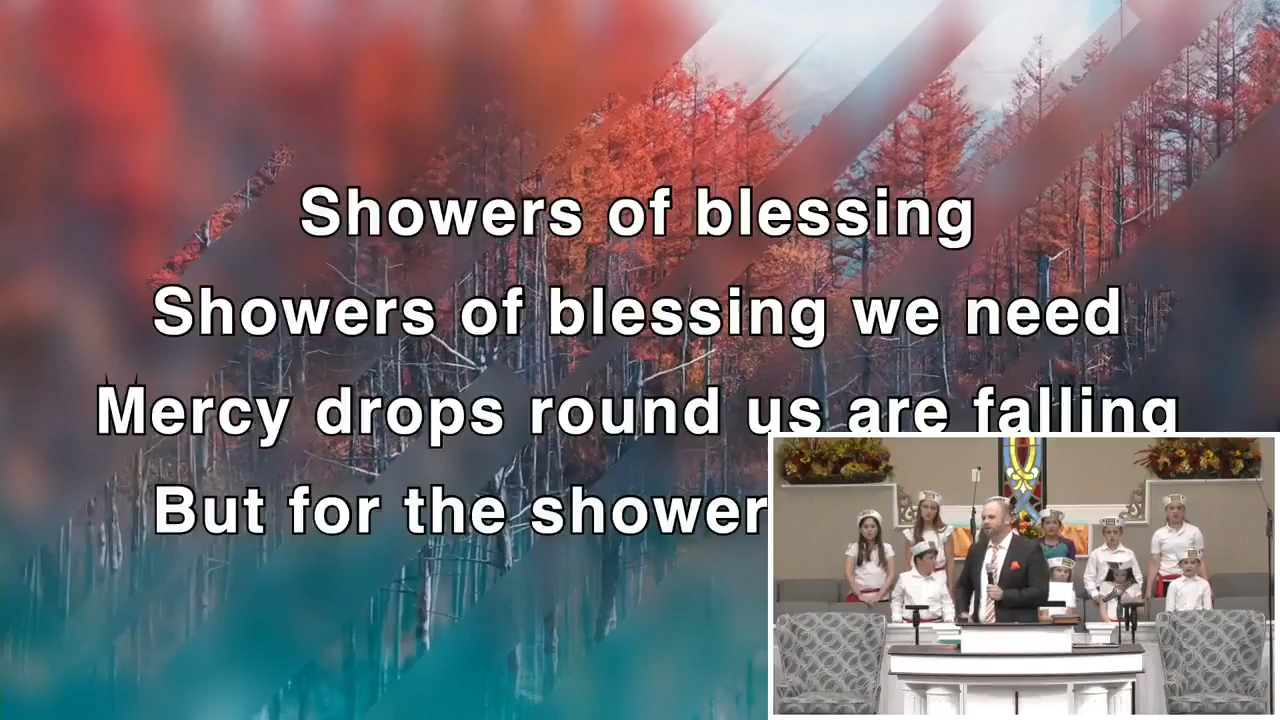 Showers of blessing
Showers of blessing we need
Mercy drops round us are falling
But for the shower